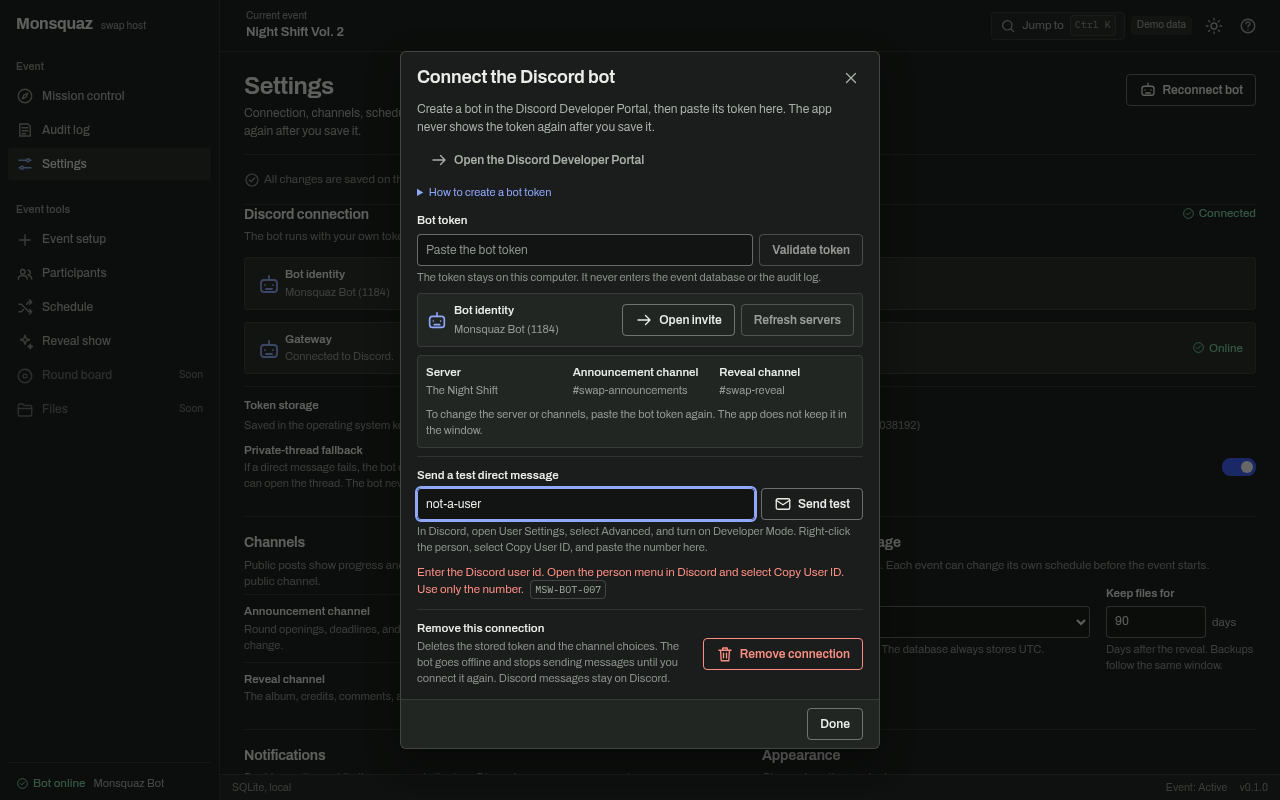 Monsquaz swap host
Current event
Night Shift Vol. 2
Jump to Ctrl K
Demo data
Event
Mission control
Audit log
Settings
Event tools
Event setup
Participants
Schedule
Reveal show
Round board Soon
Files Soon
Bot online Monsquaz Bot
Settings
Connection, channels, sched
again after you save it.
Reconnect bot
All changes are saved on th
Discord connection
Connected
The bot runs with your own toke
Bot identity
Monsquaz Bot (1184)
Gateway
Connected to Discord.
Online
Token storage
Saved in the operating system ke
038192)
Private-thread fallback
If a direct message fails, the bot
can open the thread. The bot nev
Channels
Public posts show progress an
public channel.
Announcement channel
Round openings, deadlines, and
change.
Reveal channel
The album, credits, comments, a
age
. Each event can change its own schedule before the event starts.
Keep files for
90 days
The database always stores UTC.
Days after the reveal. Backups
follow the same window.
Notifications
Appearance
SQLite, local
Event: Active v0.1.0
Connect the Discord bot
Create a bot in the Discord Developer Portal, then paste its token here. The app
never shows the token again after you save it.
Open the Discord Developer Portal
How to create a bot token
Bot token
Paste the bot token
Validate token
The token stays on this computer. It never enters the event database or the audit log.
Bot identity
Monsquaz Bot (1184)
Open invite
Refresh servers
Server Announcement channel Reveal channel
The Night Shift #swap-announcements #swap-reveal
To change the server or channels, paste the bot token again. The app does not keep it in
the window.
Send a test direct message
not-a-user
Send test
In Discord, open User Settings, select Advanced, and turn on Developer Mode. Right-click
the person, select Copy User ID, and paste the number here.
Enter the Discord user id. Open the person menu in Discord and select Copy User ID.
Use only the number. MSW-BOT-007
Remove this connection
Deletes the stored token and the channel choices. The
bot goes offline and stops sending messages until you
connect it again. Discord messages stay on Discord.
Remove connection
Done